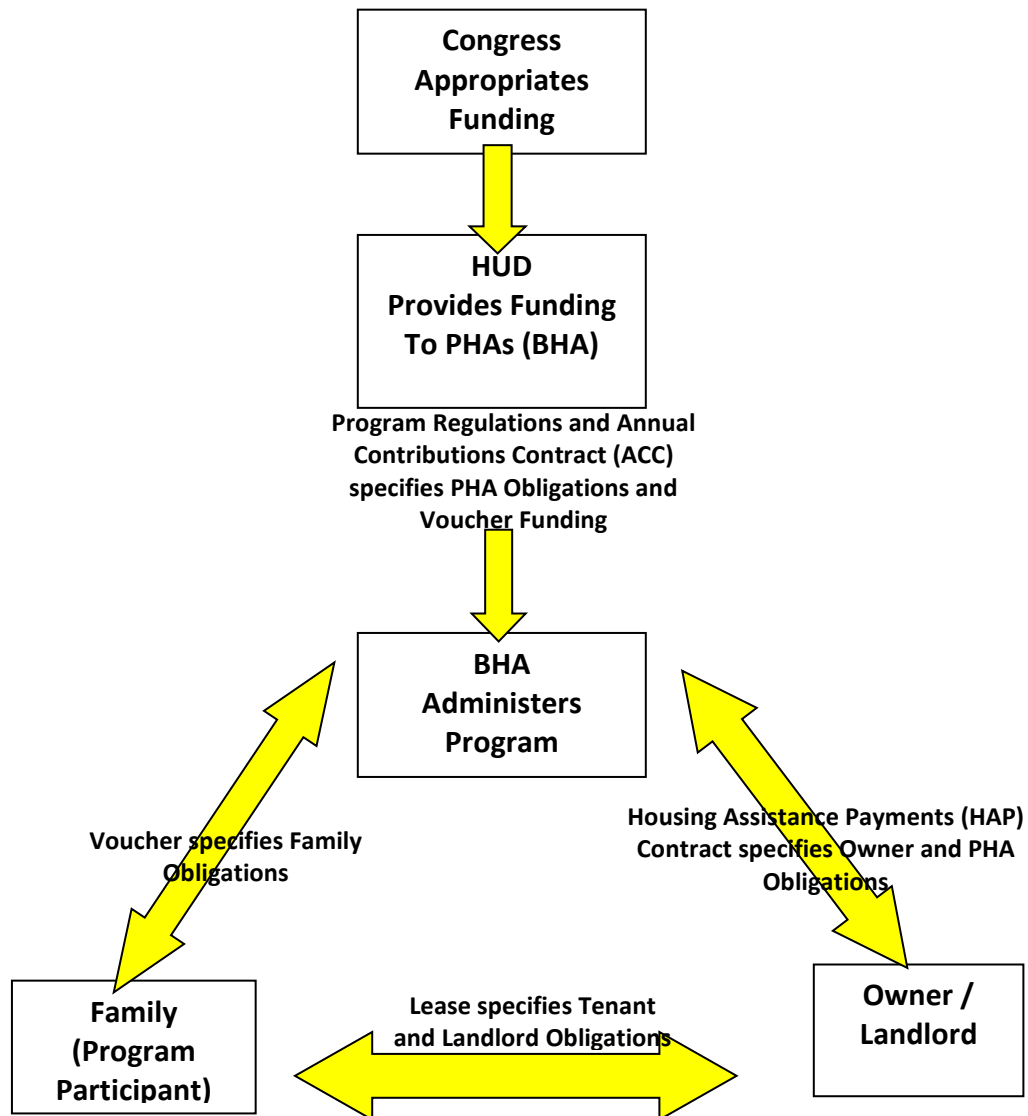 Congress
Appropriates
Funding
HUD
Provides Funding
To PHAs (BHA)
Program Regulations and Annual
Contributions Contract (ACC)
specifies PHA Obligations and
Voucher Funding
BHA
Administers
Program
Voucher specifies Family
Obligations
Housing Assistance Payments (HAP)
Contract specifies Owner and PHA
Obligations
Family
(Program
Participant)
Lease specifies Tenant
and Landlord Obligations
Owner /
Landlord